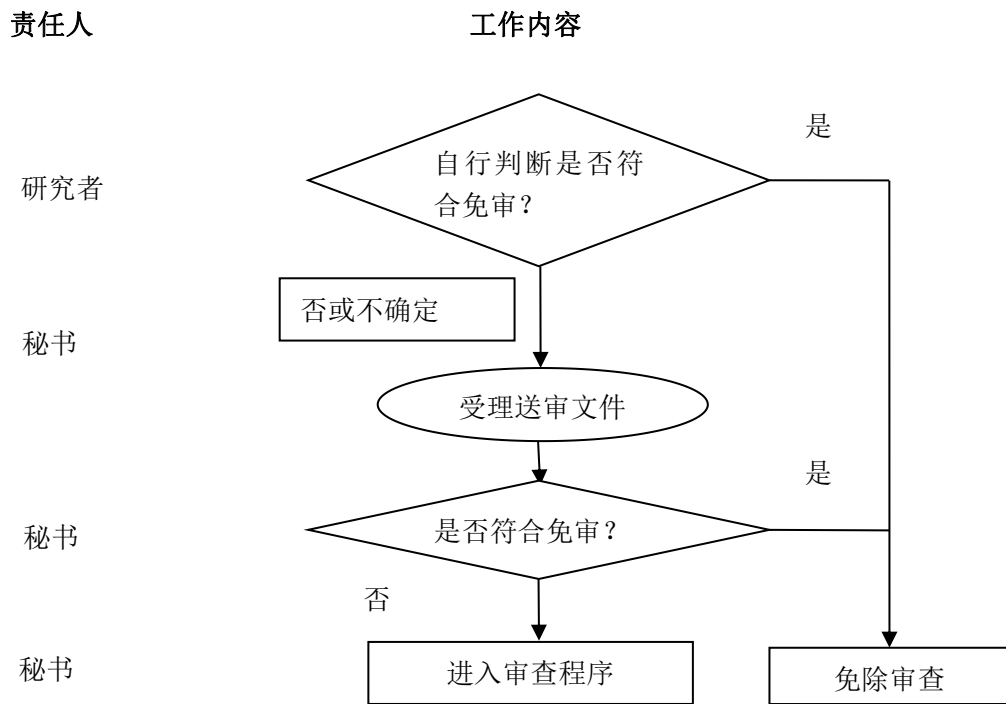 责任人 工作内容
是
自行判断是否符
合免审？
研究者
否或不确定
秘书
受理送审文件
是
秘书
是否符合免审？
否
秘书
进入审查程序
免除审查